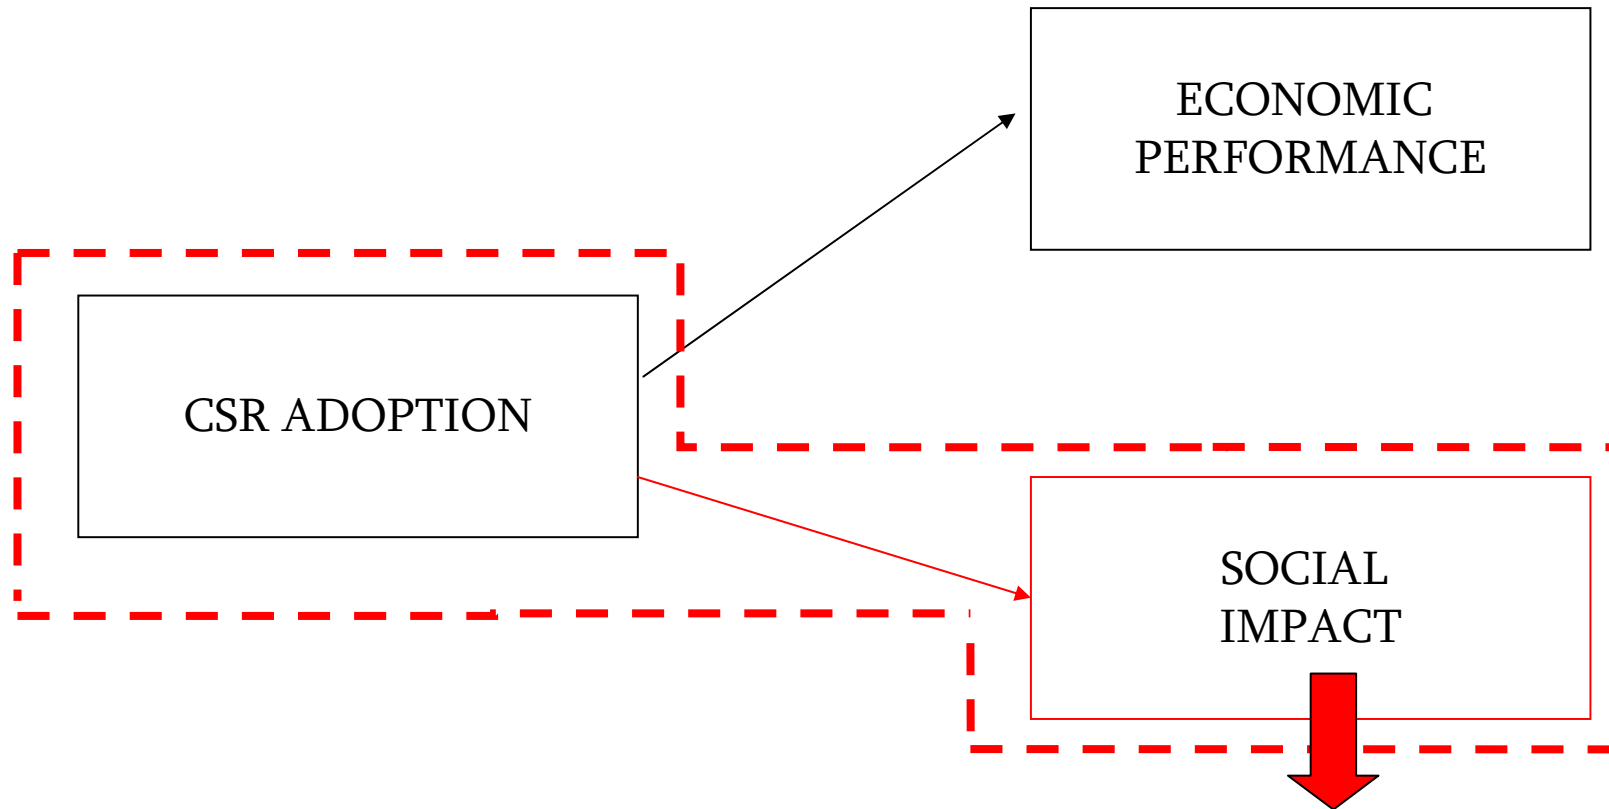 ECONOMIC
PERFORMANCE
CSR ADOPTION
SOCIAL
IMPACT